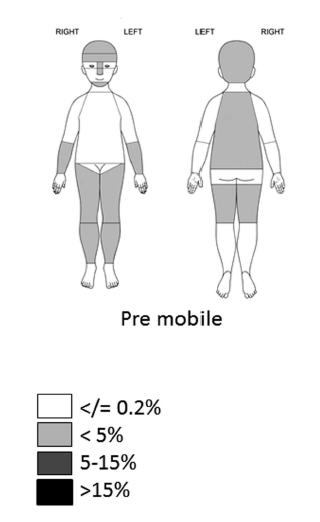 RIGHT LEFT LEFT RIGHT
Pre mobile
</= 0.2%
< 5%
5-15%
>15%